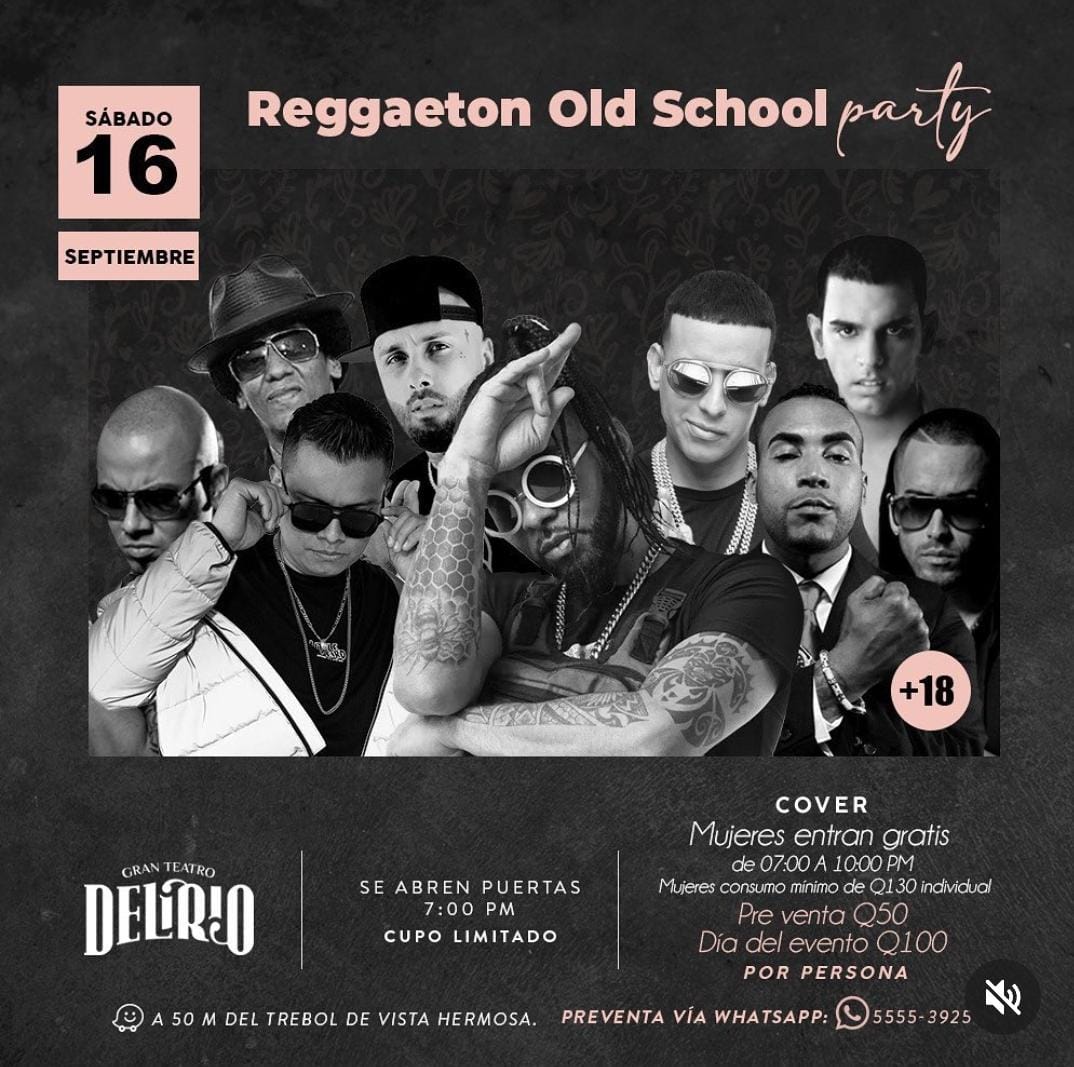 SÁBADO
16
SEPTIEMBRE
Reggaeton Old School party
+18
GRAN TEATRO
DELIRIO
SE ABREN PUERTAS
7:00 PM
CUPO LIMITADO
COVER
Mujeres entran gratis
de 07:00 A 10:00 PM
Mujeres consumo mínimo de Q130 individual
Pre venta Q50
Día del evento Q100
POR PERSONA
A 50 M DEL TREBOL DE VISTA HERMOSA.
PREVENTA VÍA WHATSAPP: 5555-3925